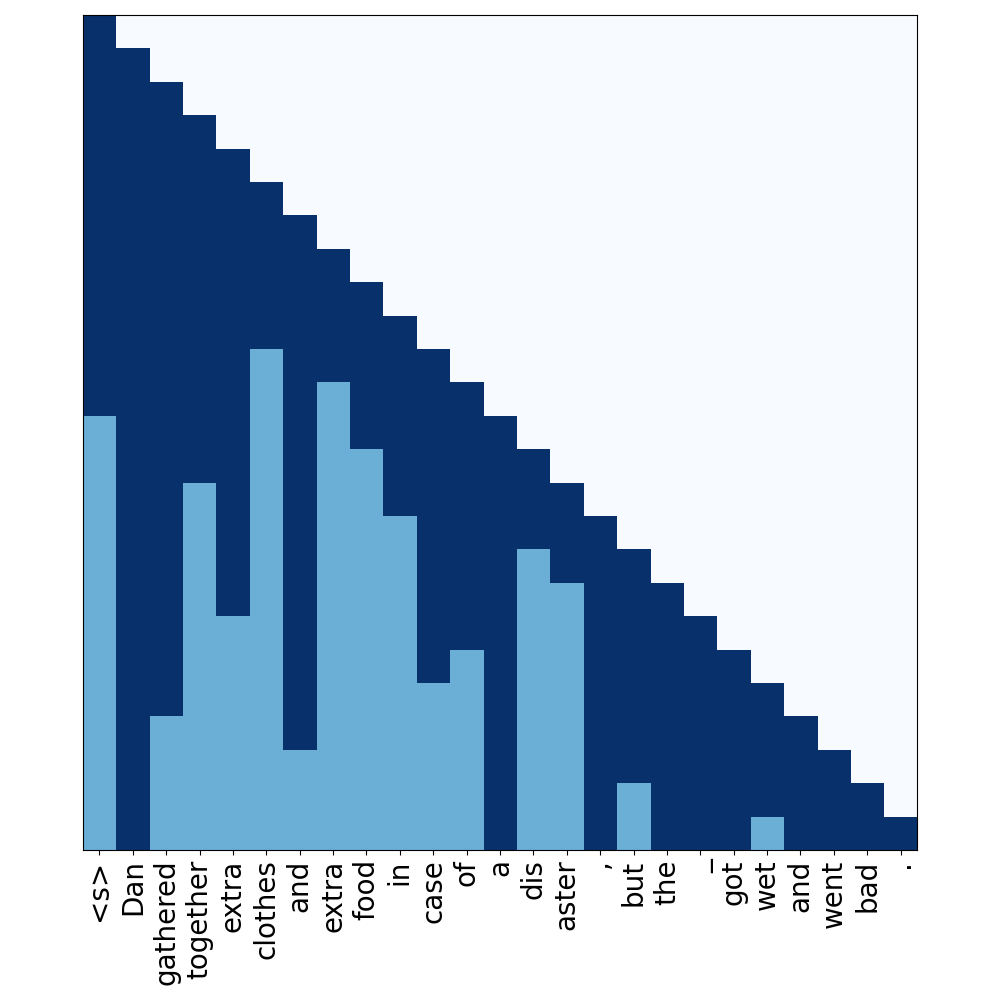 <s>
Dan
gathered
together
extra
clothes
and
extra
food
in
case
of
a
dis
aster
,
but
the
_
got
wet
and
went
bad
.